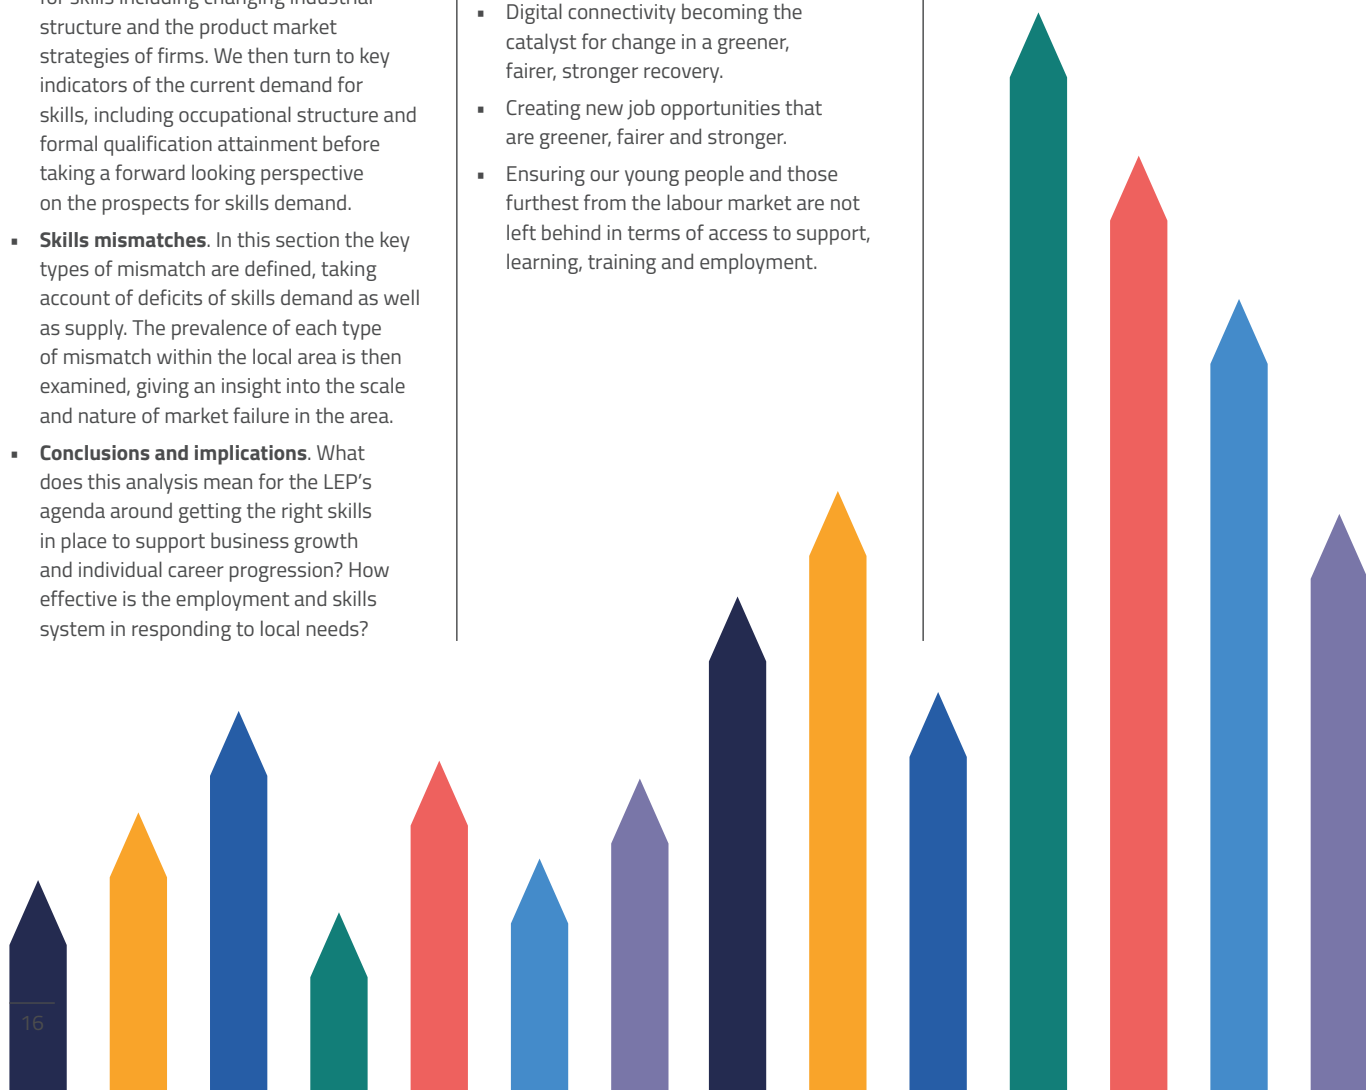 for skills including changing industrial
structure and the product market
strategies of firms. We then turn to key
indicators of the current demand for
skills, including occupational structure and
formal qualification attainment before
taking a forward looking perspective
on the prospects for skills demand.
▪ Skills mismatches. In this section the key
types of mismatch are defined, taking
account of deficits of skills demand as well
as supply. The prevalence of each type
of mismatch within the local area is then
examined, giving an insight into the scale
and nature of market failure in the area.
▪ Conclusions and implications. What
does this analysis mean for the LEP's
agenda around getting the right skills
in place to support business growth
and individual career progression? How
effective is the employment and skills
system in responding to local needs?
▪ Digital connectivity becoming the
catalyst for change in a greener,
fairer, stronger recovery.
▪ Creating new job opportunities that
are greener, fairer and stronger.
▪ Ensuring our young people and those
furthest from the labour market are not
left behind in terms of access to support,
learning, training and employment.
16